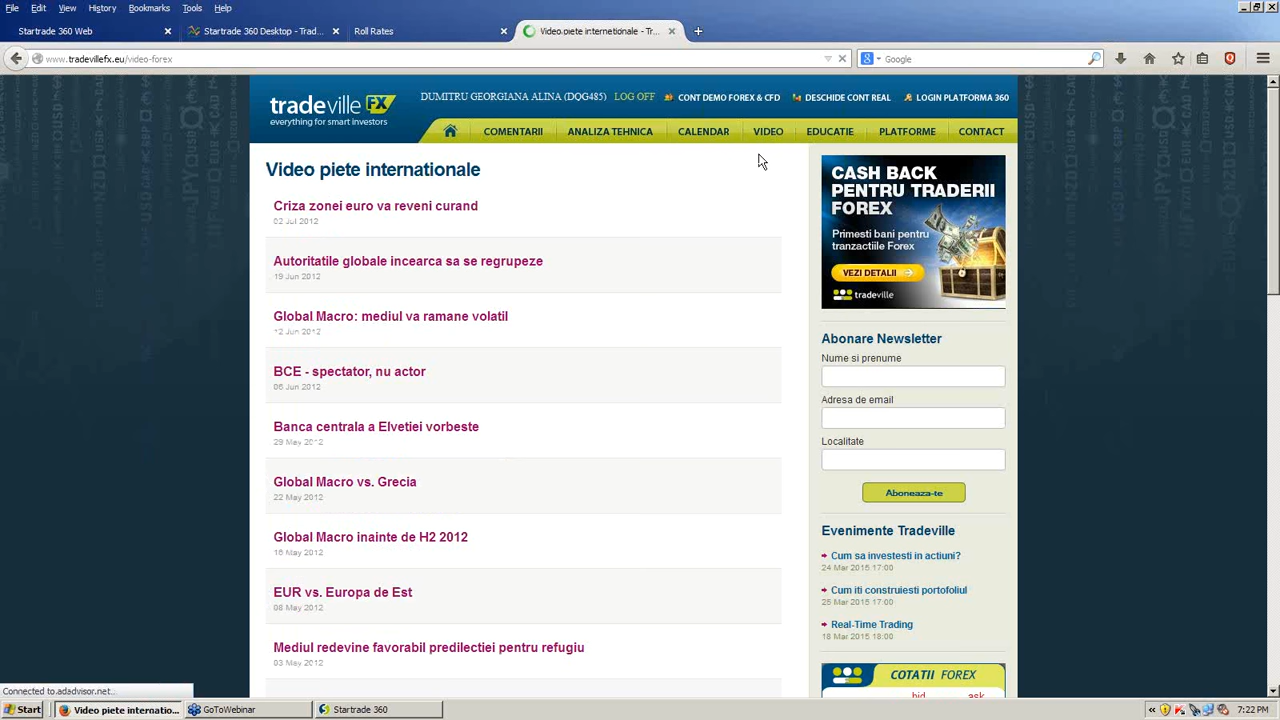 File Edit View History Bookmarks Tools Help
Startrade 360 Web
Startrade 360 Desktop - Trad...
Roll Rates
Video piete internetionale - Tr...
www.tradevillefx.eu/video-forex
Google
tradeville FX
everything for smart investors
DUMITRU GEORGIANA ALINA (DQG485) LOG OFF
CONT DEMO FOREX & CFD
DESCHIDE CONT REAL
LOGIN PLATFORMA 360
COMENTARII
ANALIZA TEHNICA
CALENDAR
VIDEO
EDUCATIE
PLATFORME
CONTACT
Video piete internationale
Criza zonei euro va reveni curand
02 Jul 2012
Autoritatile globale incearca sa se regrupeze
19 Jun 2012
Global Macro: mediul va ramane volatil
12 Jun 2012
BCE - spectator, nu actor
06 Jun 2012
Banca centrala a Elvetiei vorbeste
29 May 2012
Global Macro vs. Grecia
22 May 2012
Global Macro inainte de H2 2012
16 May 2012
EUR vs. Europa de Est
08 May 2012
Mediul redevine favorabil predilectiei pentru refugiu
03 May 2012
CASH BACK
PENTRU TRADERII
FOREX
Primesti bani pentru
tranzactiile Forex
VEZI DETALII
tradeville
Abonare Newsletter
Nume si prenume
Adresa de email
Localitate
Aboneaza-te
Evenimente Tradeville
Cum sa investesti in actiuni?
24 Mar 2015 17:00
Cum iti construiesti portofoliul
25 Mar 2015 17:00
Real-Time Trading
18 Mar 2015 18:00
COTATII FOREX
bid ask
Connected to adadvisor.net...
Start
Video piete internatio...
GoToWebinar
Startrade 360
7:22 PM